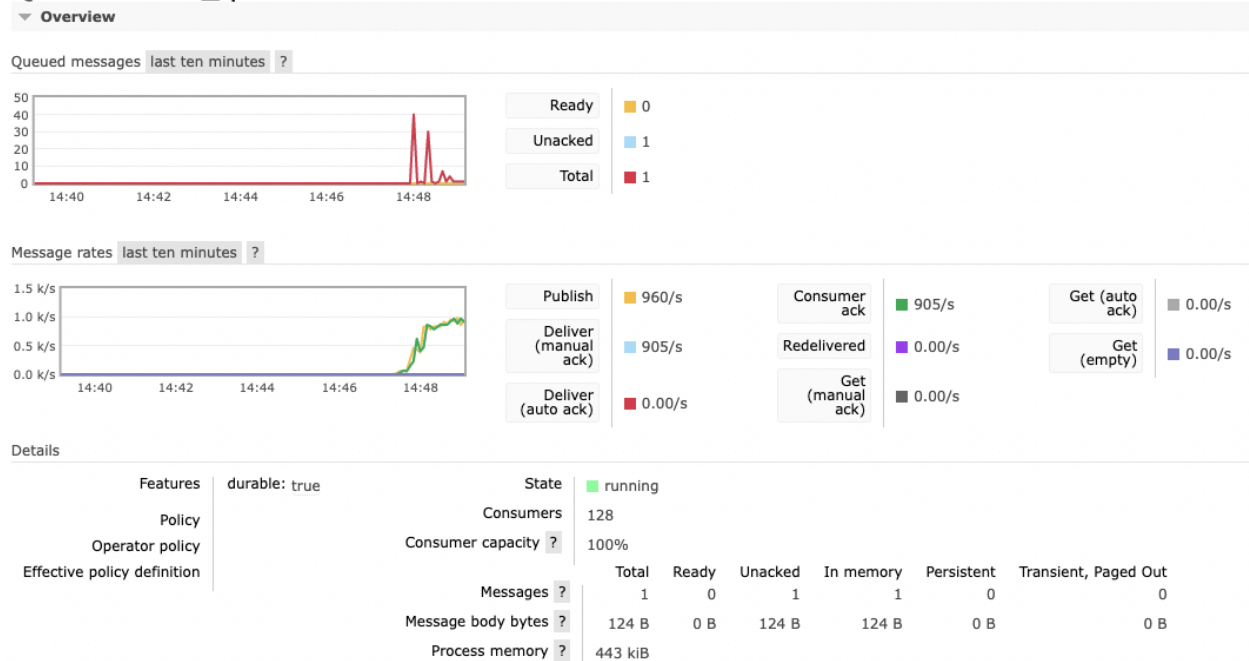 Overview
Queued messages last ten minutes ?
50
40
30
20
10
0
14:40 14:42 14:44 14:46 14:48
Ready 0
Unacked 1
Total 1
Message rates last ten minutes ?
1.5 k/s
1.0 k/s
0.5 k/s
0.0 k/s
14:40 14:42 14:44 14:46 14:48
Publish 960/s
Deliver
(manual
ack) 905/s
Deliver
(auto ack) 0.00/s
Consumer
ack 905/s
Redelivered 0.00/s
Get
(manual
ack) 0.00/s
Get (auto
ack) 0.00/s
Get
(empty) 0.00/s
Details
Features durable: true
Policy
Operator policy
Effective policy definition
State running
Consumers 128
Consumer capacity ? 100%
Total Ready Unacked In memory Persistent Transient, Paged Out
Messages ? 1 0 1 1 0 0
Message body bytes ? 124 B 0 B 124 B 124 B 0 B 0 B
Process memory ? 443 kiB